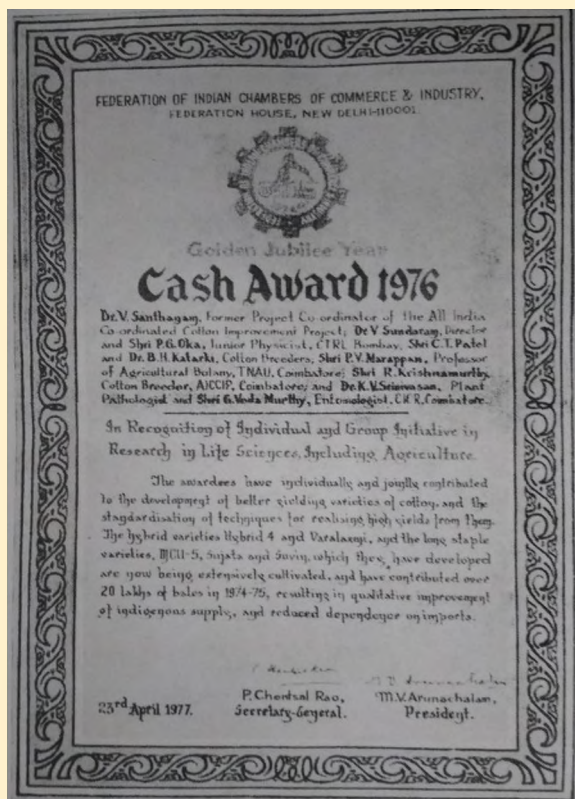 FEDERATION OF INDIAN CHAMBERS OF COMMERCE & INDUSTRY,
FEDERATION HOUSE, NEW DELHI-110001.
Golden Jubilee Year
Cash Award 1976
Dr. V. Santhagam, Former Project Co ordinator of the All India
Co ordinated Cotton Improvement Project; Dr V Sundaram, Director
and Shri P.G. Oka, Junior Physicist, CTRL Bombay, Shri C.T. Patel
and Dr. B.H. Katarki, Cotton Breeders; Shri P.V. Marappan, Professor
of Agricultural Botany, TNAU, Coimbatore; Shri R. Krishnamurthy
Cotton Breeder, AICCIP, Coimbatore; and Dr. K. V. Srinivasan, Plant
Pathologist and Shri G. Veda Murthy, Entomologist, Coimbatore.
In Recognition of Individual and Group Initiative in
Research in Life Sciences, Including Agriculture
The awardees have individually and jointly contributed
to the development of better yielding varieties of cotton, and the
standardisation of techniques for realising high yields from them.
The hybrid varieties Hybrid 4 and Varalaxmi, and the long staple
varieties, MCU-5, Sujata and Suvin, which they have developed
are now being extensively cultivated, and have contributed over
20 lakhs of bales in 1974-75, resulting in qualitative improvement
of indigenous supply, and reduced dependence on imports.
23rd April 1977.
P. Chentsal Rao,
Secretary-General.
M.V. Arunachalam,
President.